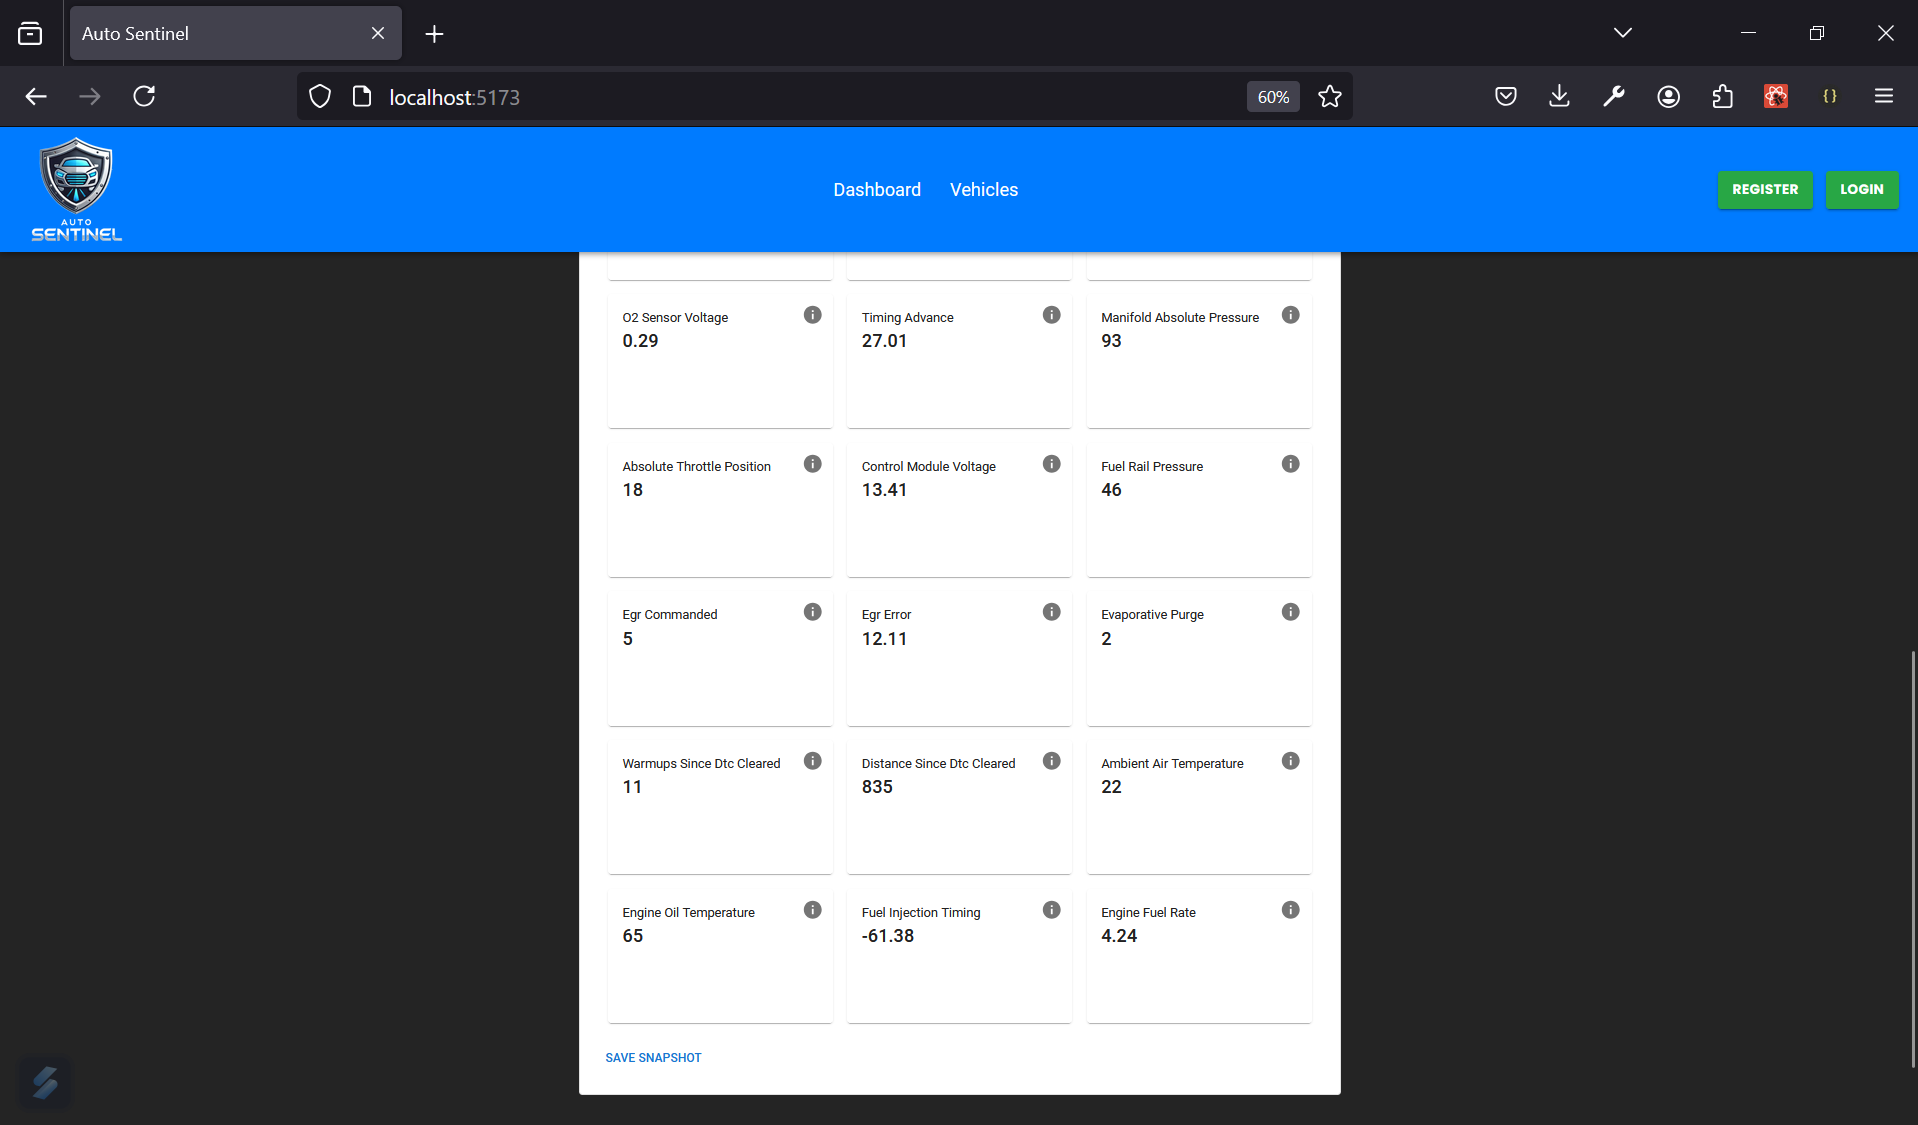 Auto Sentinel
localhost:5173
60%
AUTO
SENTINEL
Dashboard
Vehicles
REGISTER
LOGIN
O2 Sensor Voltage
0.29
Timing Advance
27.01
Manifold Absolute Pressure
93
Absolute Throttle Position
18
Control Module Voltage
13.41
Fuel Rail Pressure
46
Egr Commanded
5
Egr Error
12.11
Evaporative Purge
2
Warmups Since Dtc Cleared
11
Distance Since Dtc Cleared
835
Ambient Air Temperature
22
Engine Oil Temperature
65
Fuel Injection Timing
-61.38
Engine Fuel Rate
4.24
SAVE SNAPSHOT